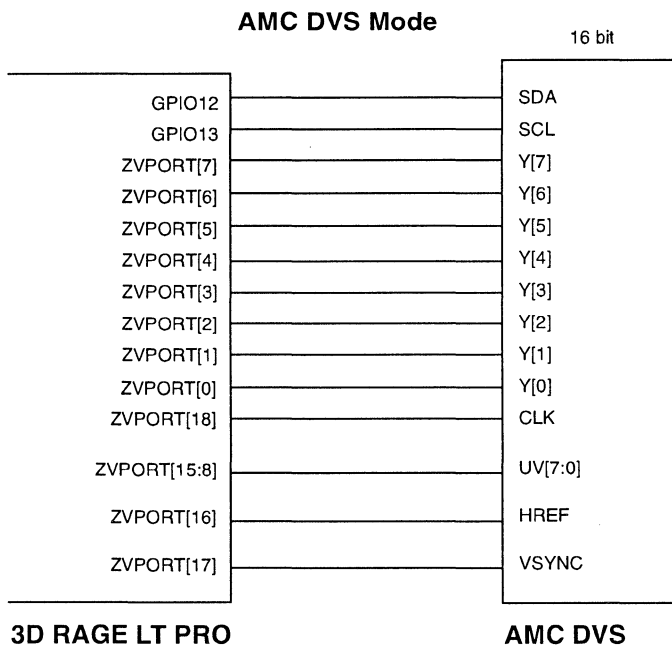 AMC DVS Mode
16 bit
GPIO12 SDA
GPIO13 SCL
ZVPORT[7] Y[7]
ZVPORT[6] Y[6]
ZVPORT[5] Y[5]
ZVPORT[4] Y[4]
ZVPORT[3] Y[3]
ZVPORT[2] Y[2]
ZVPORT[1] Y[1]
ZVPORT[0] Y[0]
ZVPORT[18] CLK
ZVPORT[15:8] UV[7:0]
ZVPORT[16] HREF
ZVPORT[17] VSYNC
3D RAGE LT PRO AMC DVS